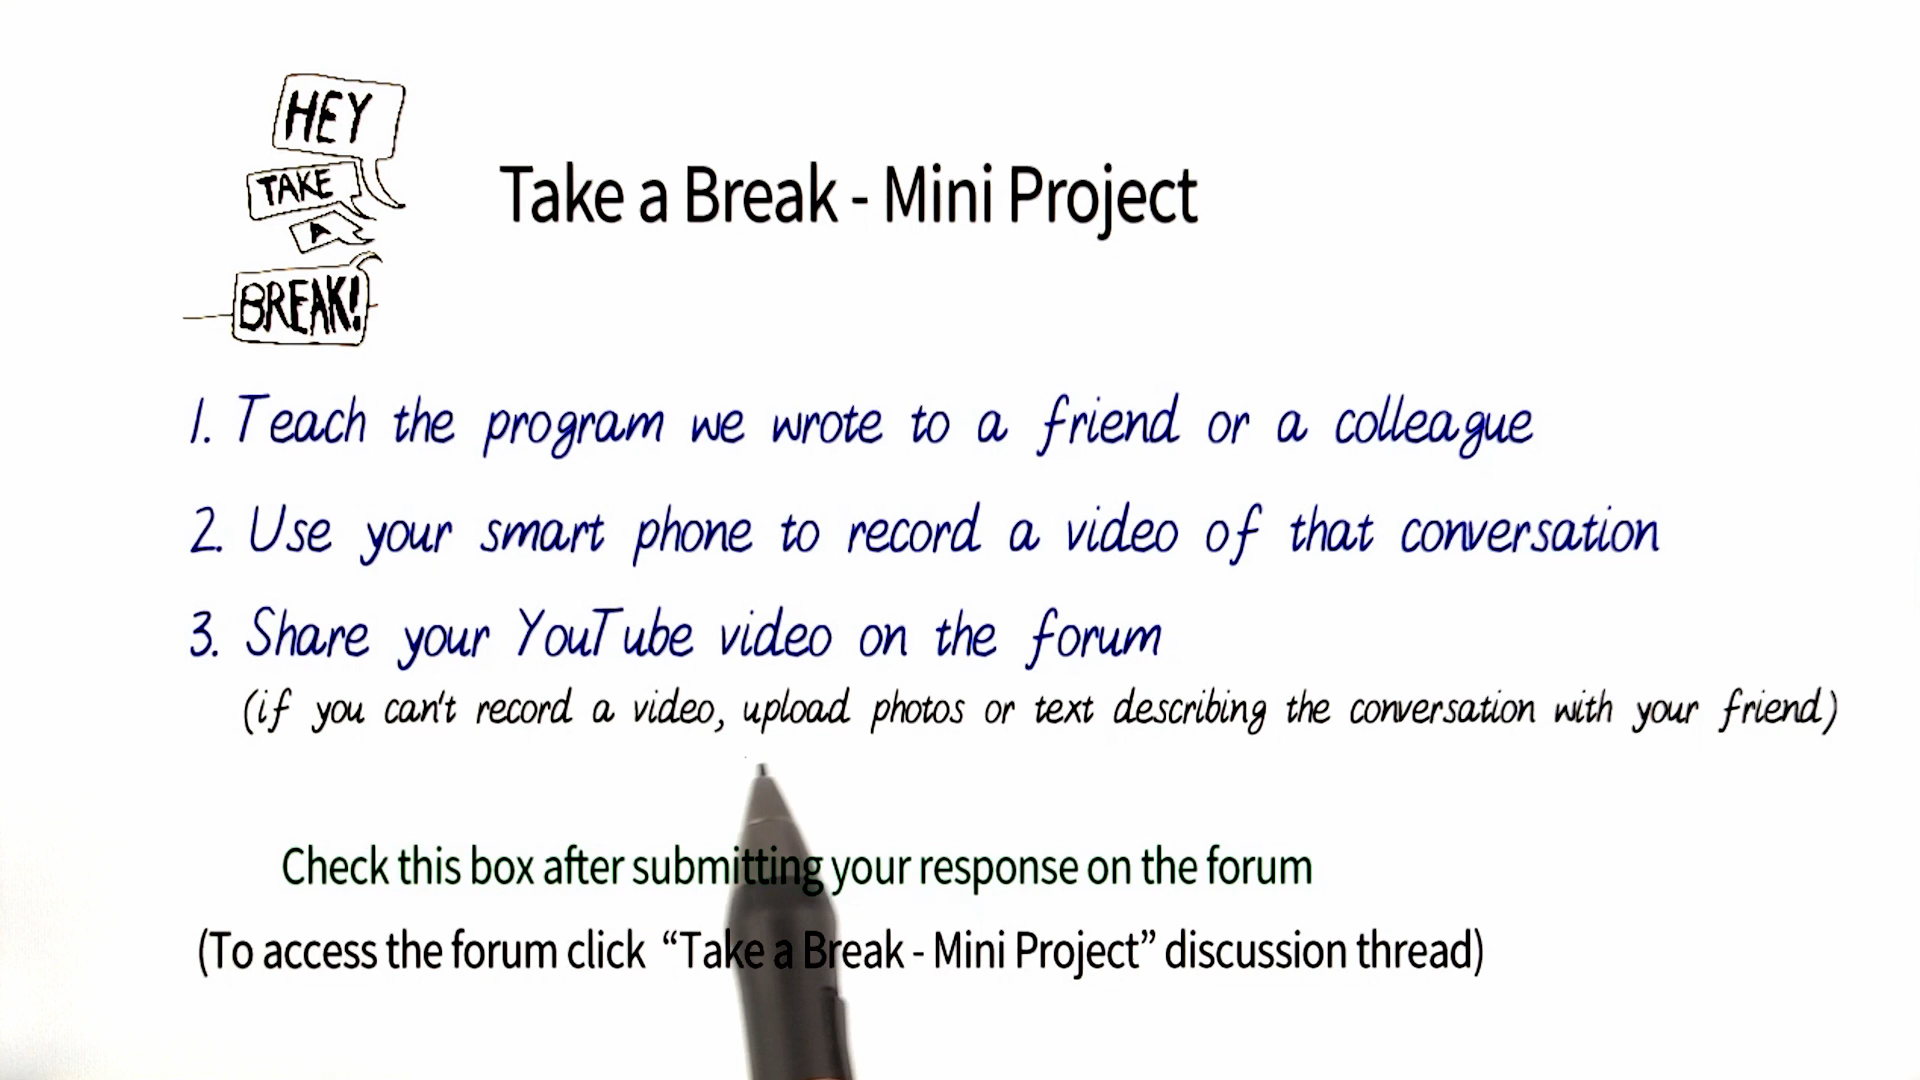 HEY
TAKE
A
BREAK!
Take a Break - Mini Project
1. Teach the program we wrote to a friend or a colleague
2. Use your smart phone to record a video of that conversation
3. Share your YouTube video on the forum
(if you can't record a video, upload photos or text describing the conversation with your friend)
Check this box after submitting your response on the forum
(To access the forum click “Take a Break - Mini Project” discussion thread)